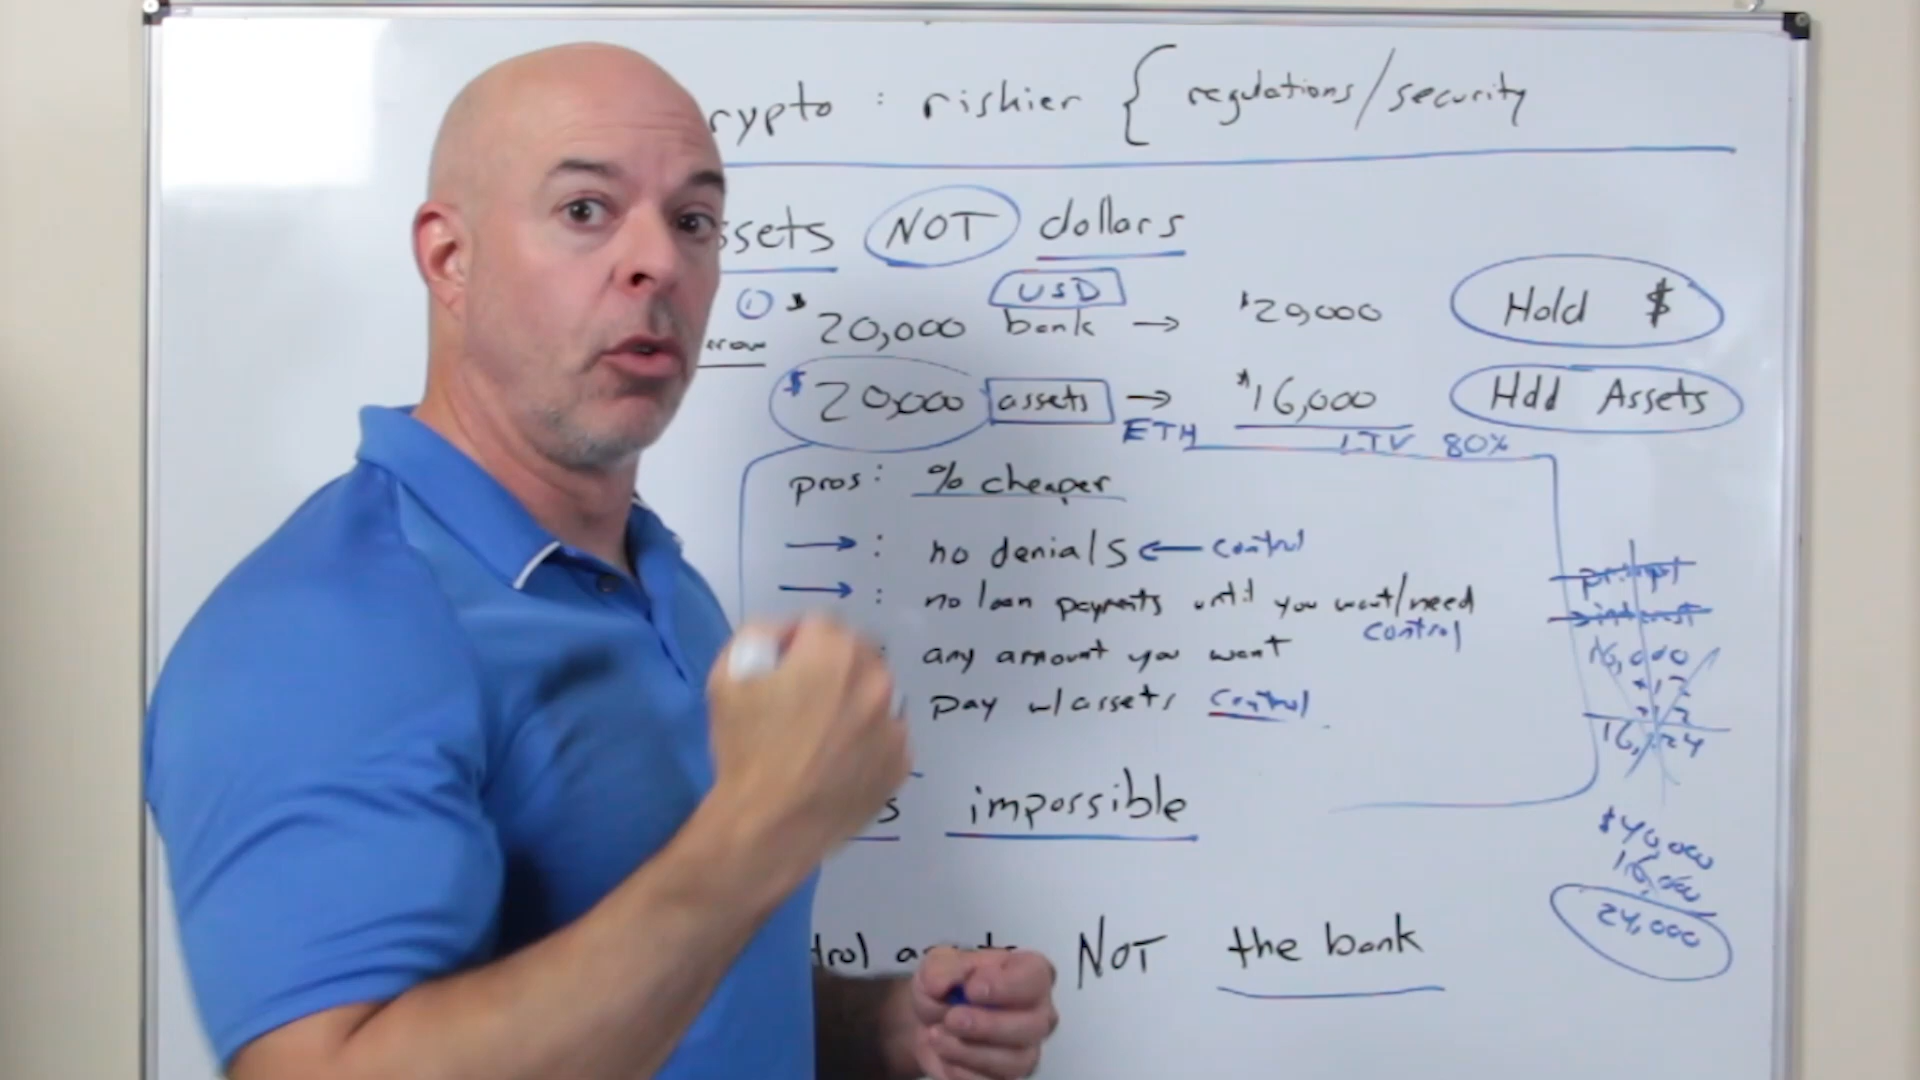 rypto : riskier { regulations/security
ssets NOT dollars
① $ 20,000 USD bank → $20,000 Hold $
$20,000 assets → $16,000 Hold Assets
ETH LTV 80%
pros: % cheaper
→ : no denials ← control
→ : no loan payments until you want/need
control
: any amount you want
pay w/assets control
s impossible
trol assets NOT the bank
interest
16,000
$40,000
16,000
24,000